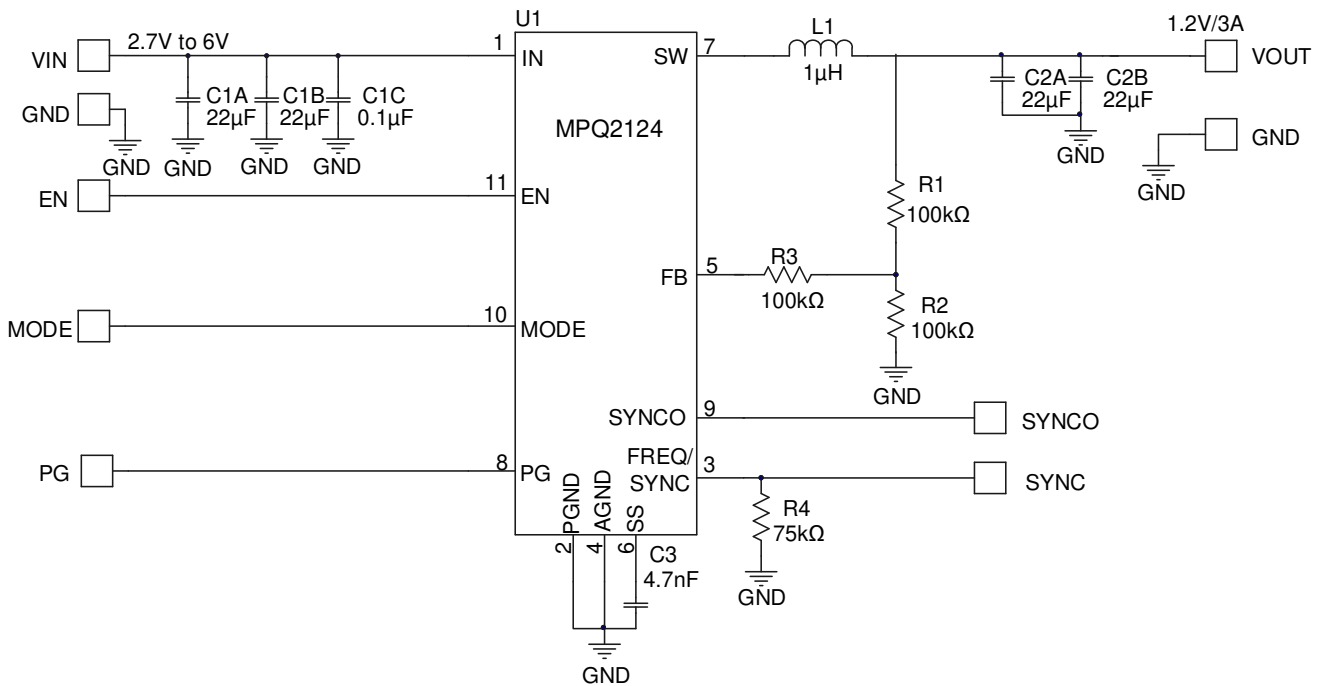 U1
1.2V/3A
VIN
2.7V to 6V
1
IN
SW
7
L1
1µH
VOUT
C1A
22µF
C1B
22µF
C1C
0.1µF
C2A
22µF
C2B
22µF
GND
GND
GND
GND
GND
MPQ2124
GND
GND
GND
EN
11
EN
R1
100kΩ
FB
5
R3
100kΩ
R2
100kΩ
GND
MODE
10
MODE
SYNCO
9
SYNCO
PG
8
PG
FREQ/
SYNC
3
SYNC
R4
75kΩ
GND
PGND
AGND
SS
2
4
6
C3
4.7nF
GND